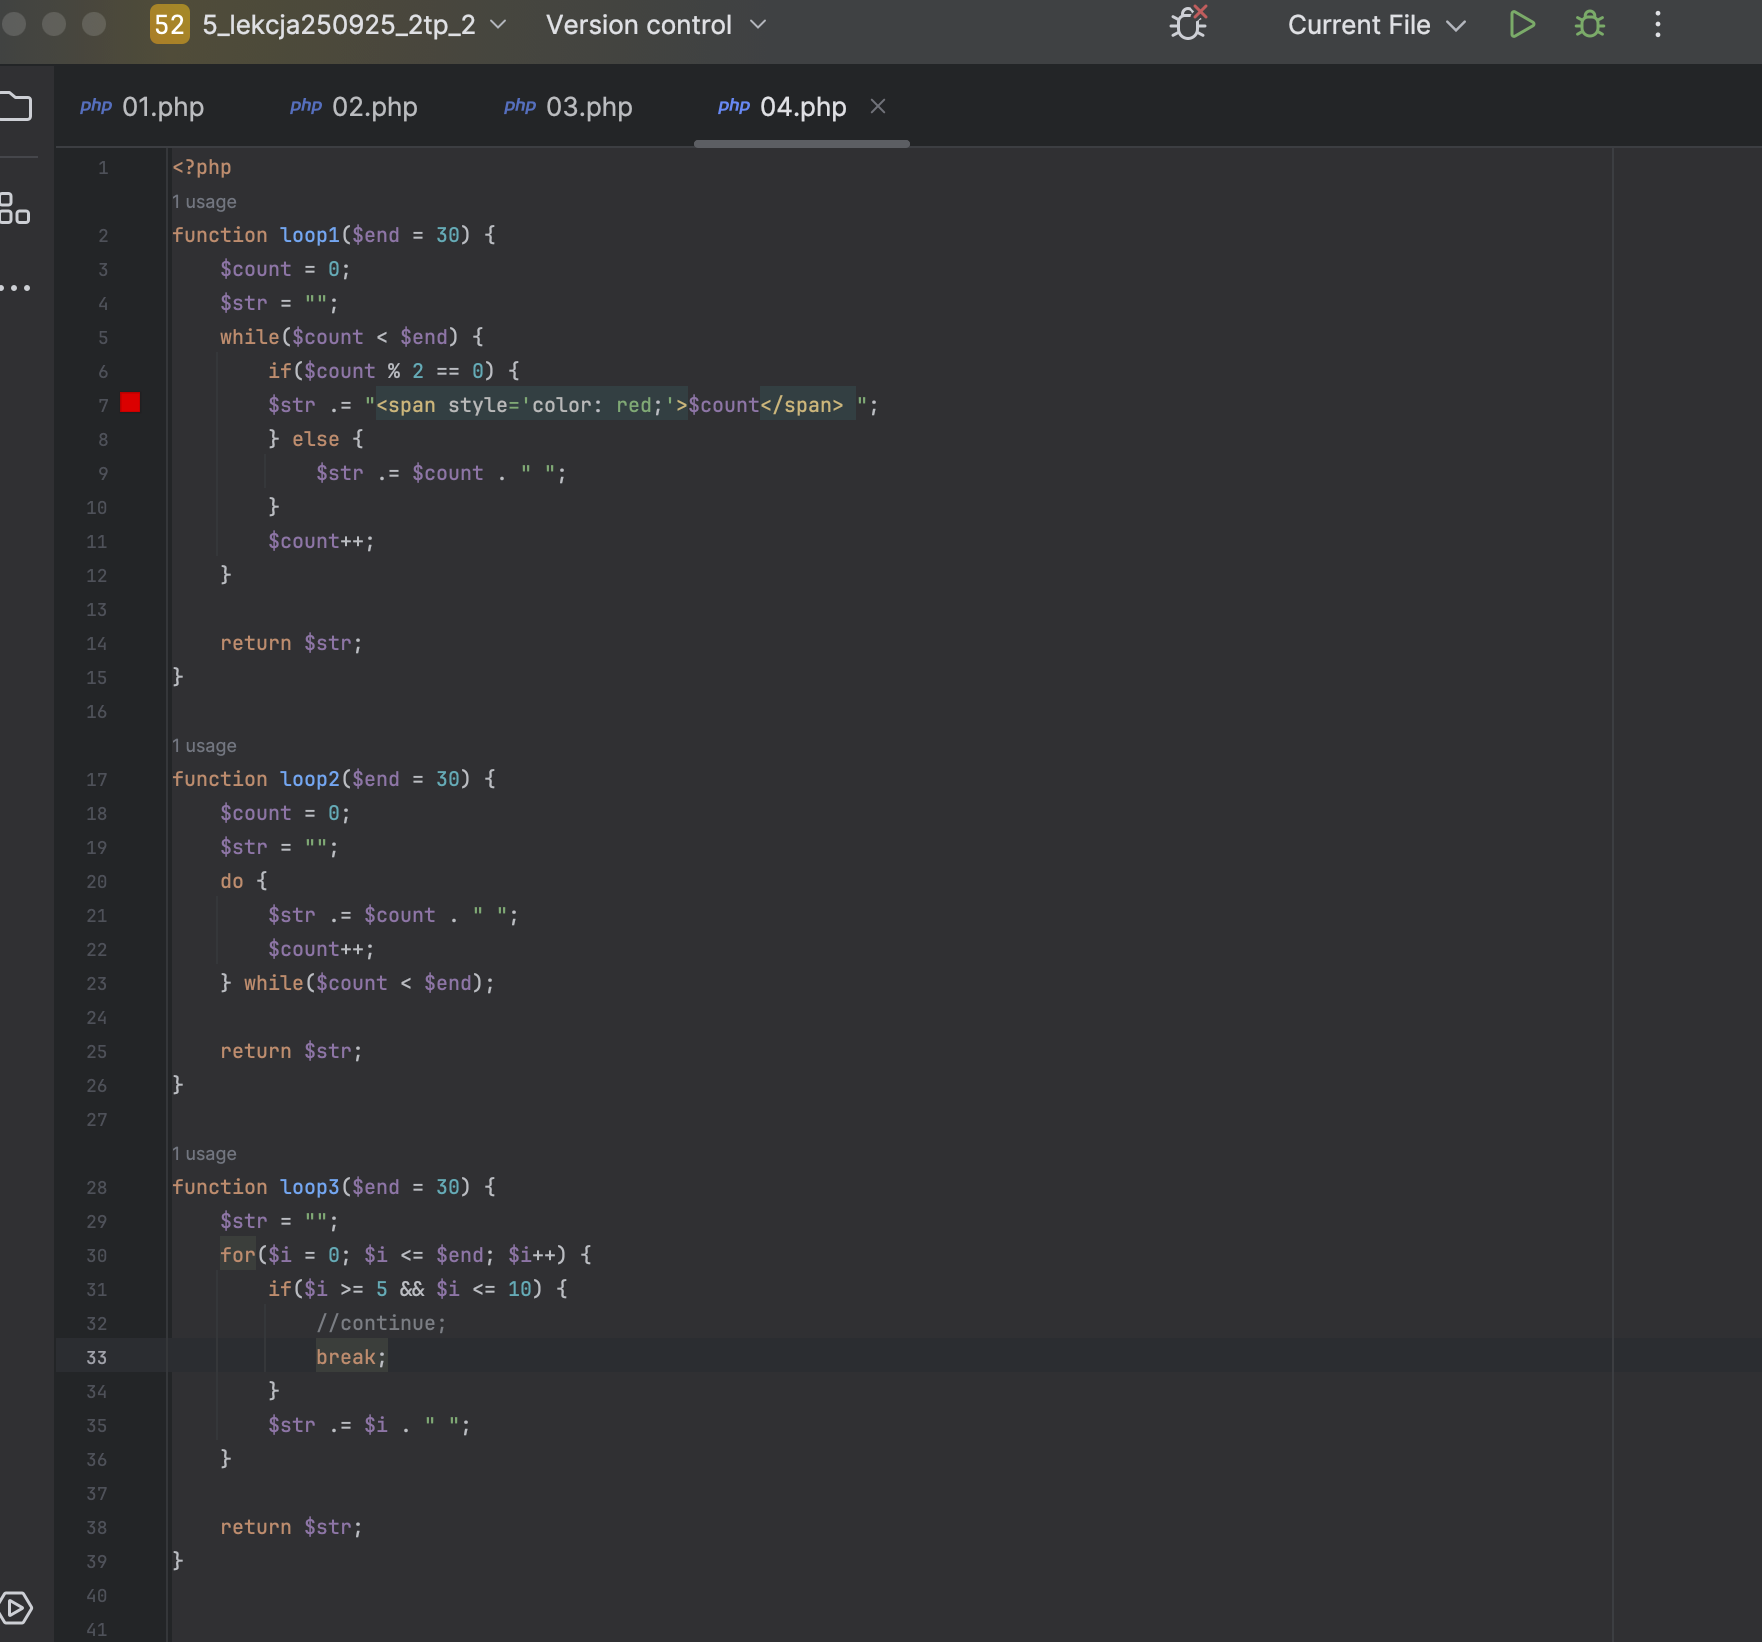 52 5_lekcja250925_2tp_2 Version control Current File
php 01.php php 02.php php 03.php php 04.php
1 <?php
1 usage
2 function loop1($end = 30) {
3     $count = 0;
4     $str = "";
5     while($count < $end) {
6         if($count % 2 == 0) {
7         $str .= "<span style='color: red;'>$count</span> ";
8         } else {
9             $str .= $count . " ";
10         }
11         $count++;
12     }
13
14     return $str;
15 }
16
1 usage
17 function loop2($end = 30) {
18     $count = 0;
19     $str = "";
20     do {
21         $str .= $count . " ";
22         $count++;
23     } while($count < $end);
24
25     return $str;
26 }
27
1 usage
28 function loop3($end = 30) {
29     $str = "";
30     for($i = 0; $i <= $end; $i++) {
31         if($i >= 5 && $i <= 10) {
32             //continue;
33             break;
34         }
35         $str .= $i . " ";
36     }
37
38     return $str;
39 }
40
41